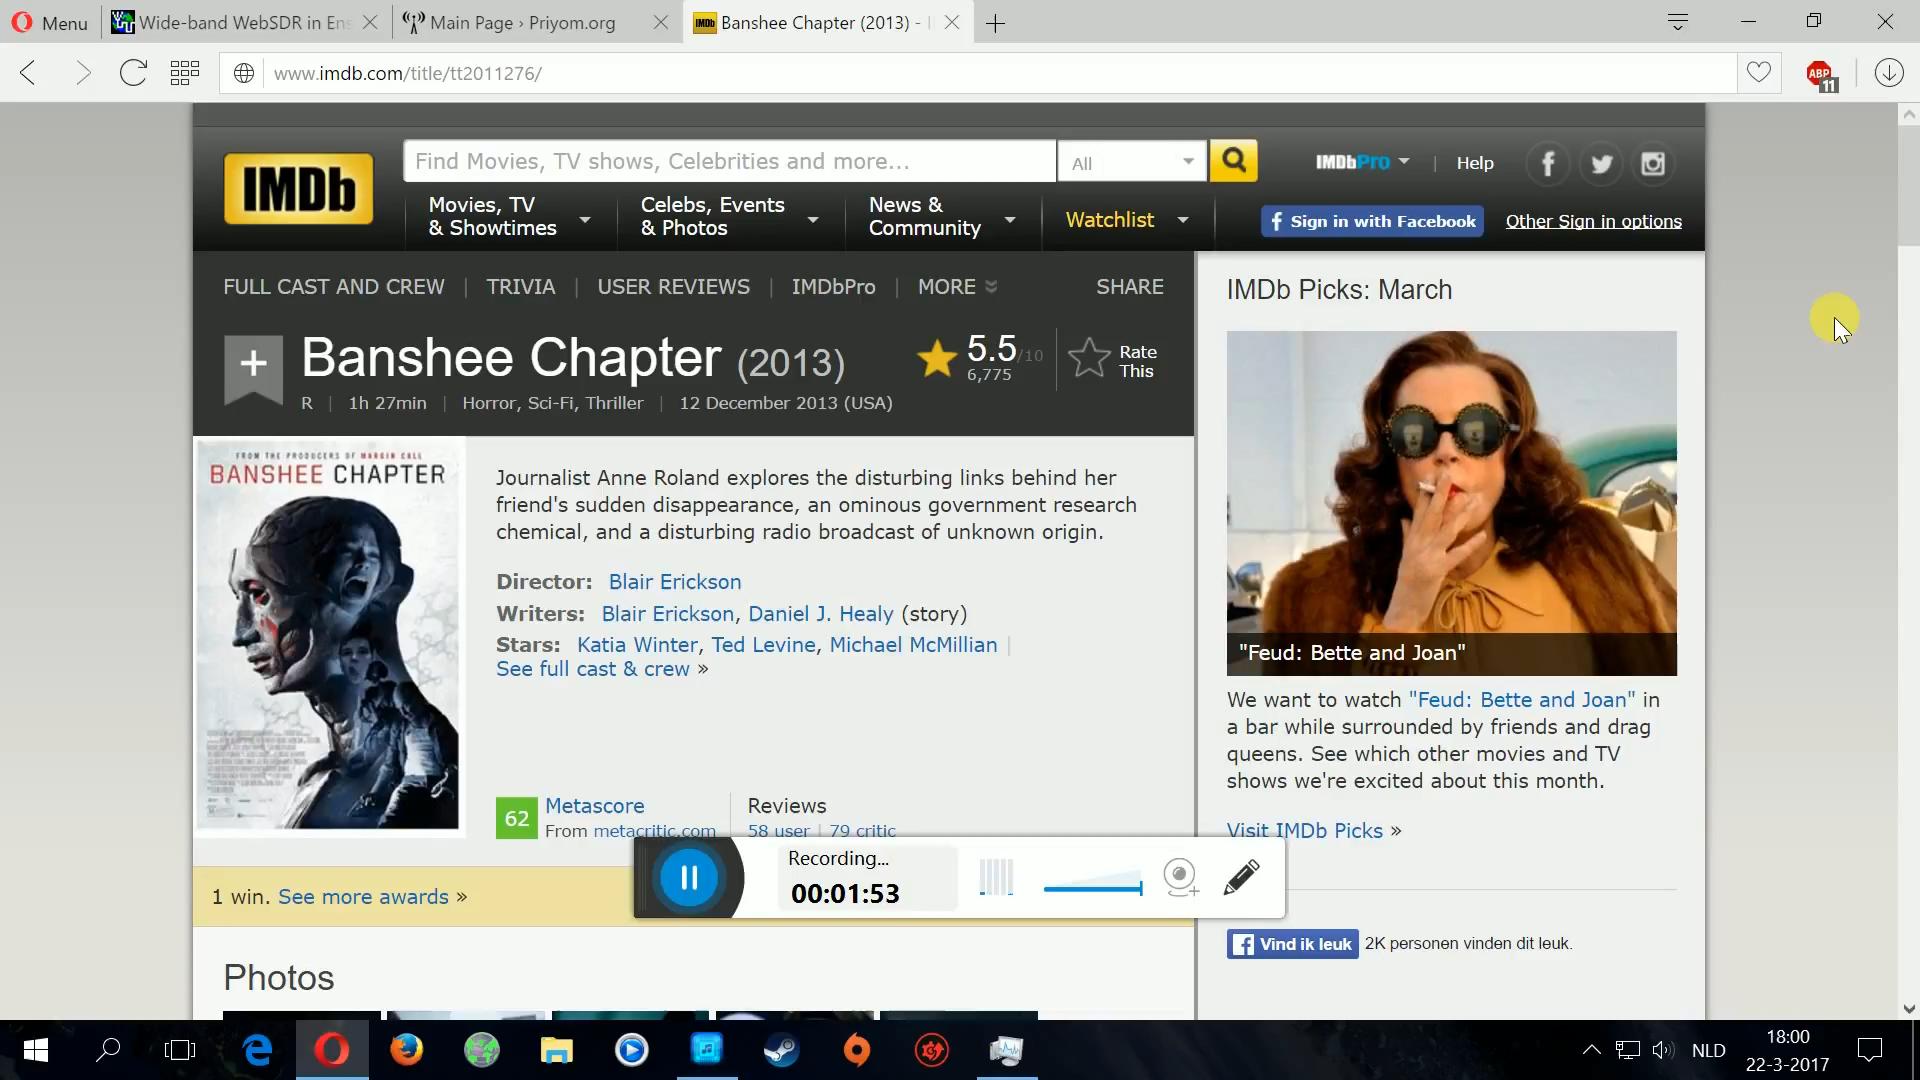 Menu
Wide-band WebSDR in Ens
Main Page › Priyom.org
IMDb
Banshee Chapter (2013) - I
www.imdb.com/title/tt2011276/
ABP
11
IMDb
Find Movies, TV shows, Celebrities and more...
All
IMDbPro
Help
Movies, TV
& Showtimes
Celebs, Events
& Photos
News &
Community
Watchlist
Sign in with Facebook
Other Sign in options
FULL CAST AND CREW
TRIVIA
USER REVIEWS
IMDbPro
MORE
SHARE
Banshee Chapter (2013)
5.5/10
6,775
Rate
This
R | 1h 27min | Horror, Sci-Fi, Thriller | 12 December 2013 (USA)
FROM THE PRODUCERS OF MARGIN CALL
BANSHEE CHAPTER
Journalist Anne Roland explores the disturbing links behind her
friend's sudden disappearance, an ominous government research
chemical, and a disturbing radio broadcast of unknown origin.
Director: Blair Erickson
Writers: Blair Erickson, Daniel J. Healy (story)
Stars: Katia Winter, Ted Levine, Michael McMillian |
See full cast & crew »
62
Metascore
From metacritic.com
Reviews
58 user | 79 critic
1 win. See more awards »
Photos
IMDb Picks: March
"Feud: Bette and Joan"
We want to watch "Feud: Bette and Joan" in
a bar while surrounded by friends and drag
queens. See which other movies and TV
shows we're excited about this month.
Visit IMDb Picks »
Vind ik leuk
2K personen vinden dit leuk.
Recording...
00:01:53
NLD
18:00
22-3-2017